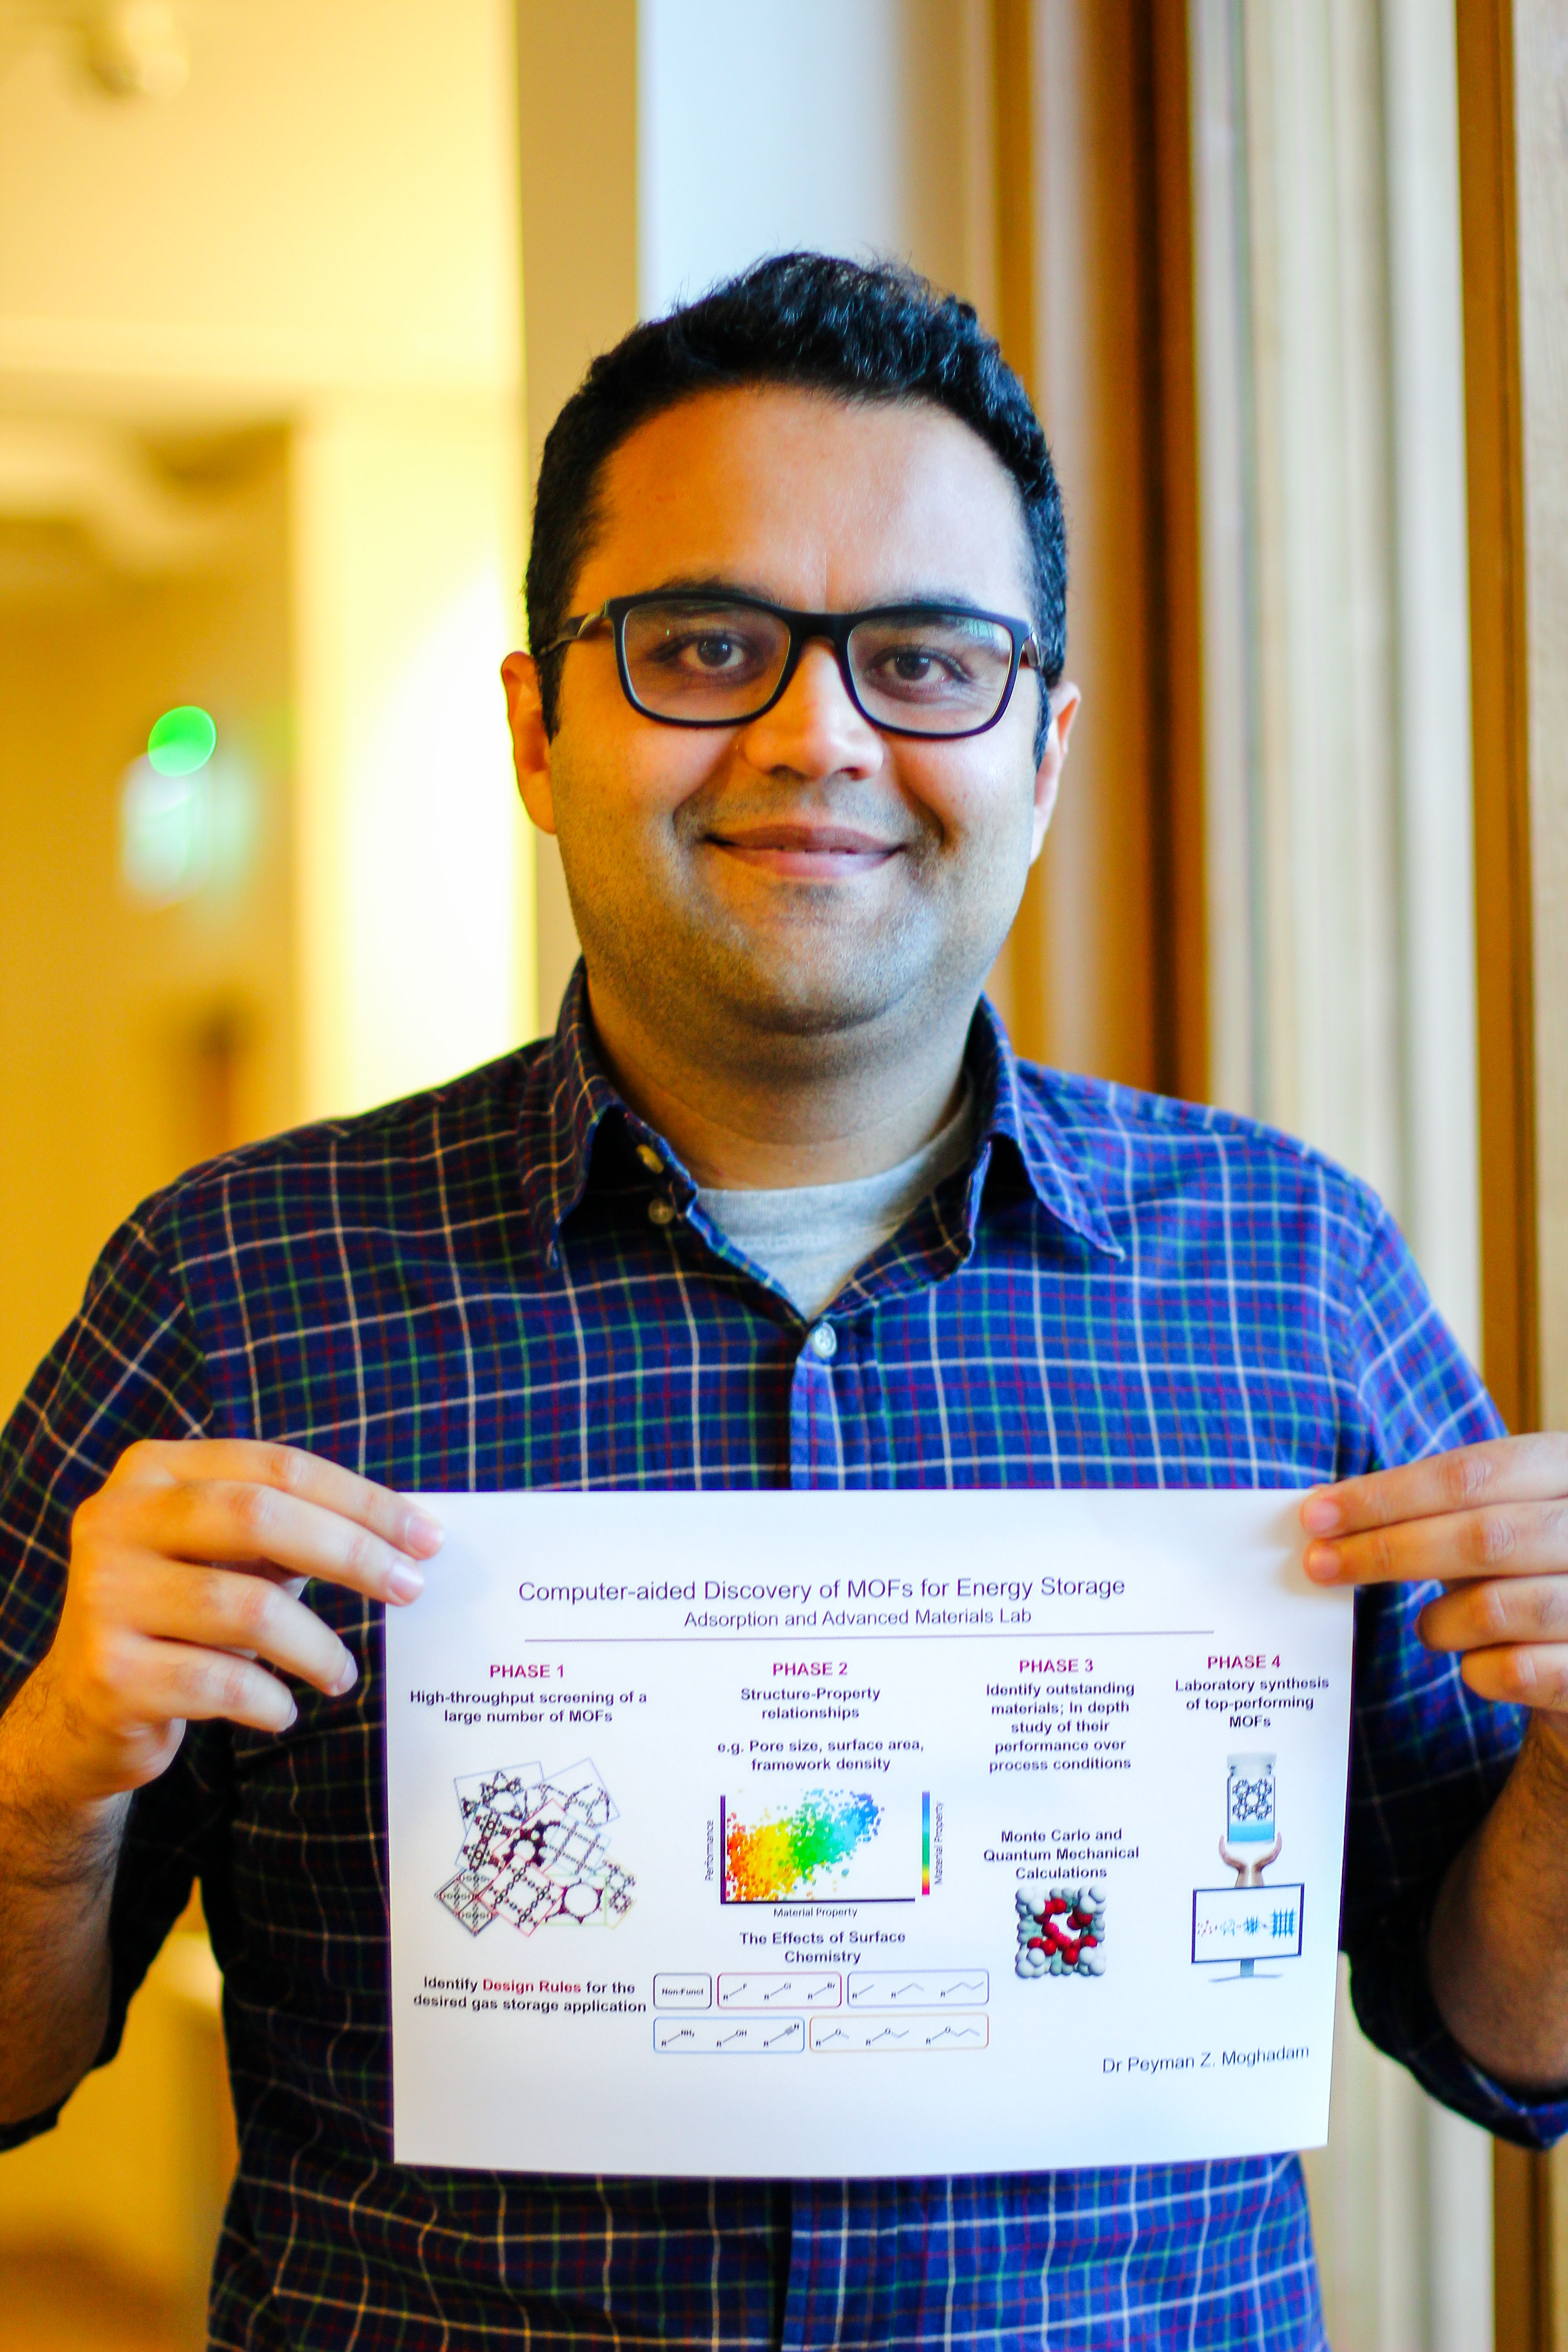 Computer-aided Discovery of MOFs for Energy Storage
Adsorption and Advanced Materials Lab
PHASE 1
High-throughput screening of a
large number of MOFs
Identify Design Rules for the
desired gas storage application
PHASE 2
Structure-Property
relationships
e.g. Pore size, surface area,
framework density
Performance
Material Property
Material Property
The Effects of Surface
Chemistry
Non-Funct
R F
R Cl
R Br
R
R
R
R NH₂
R OH
R N
R O
R O
R O
PHASE 3
Identify outstanding
materials; In depth
study of their
performance over
process conditions
Monte Carlo and
Quantum Mechanical
Calculations
PHASE 4
Laboratory synthesis
of top-performing
MOFs
Dr Peyman Z. Moghadam